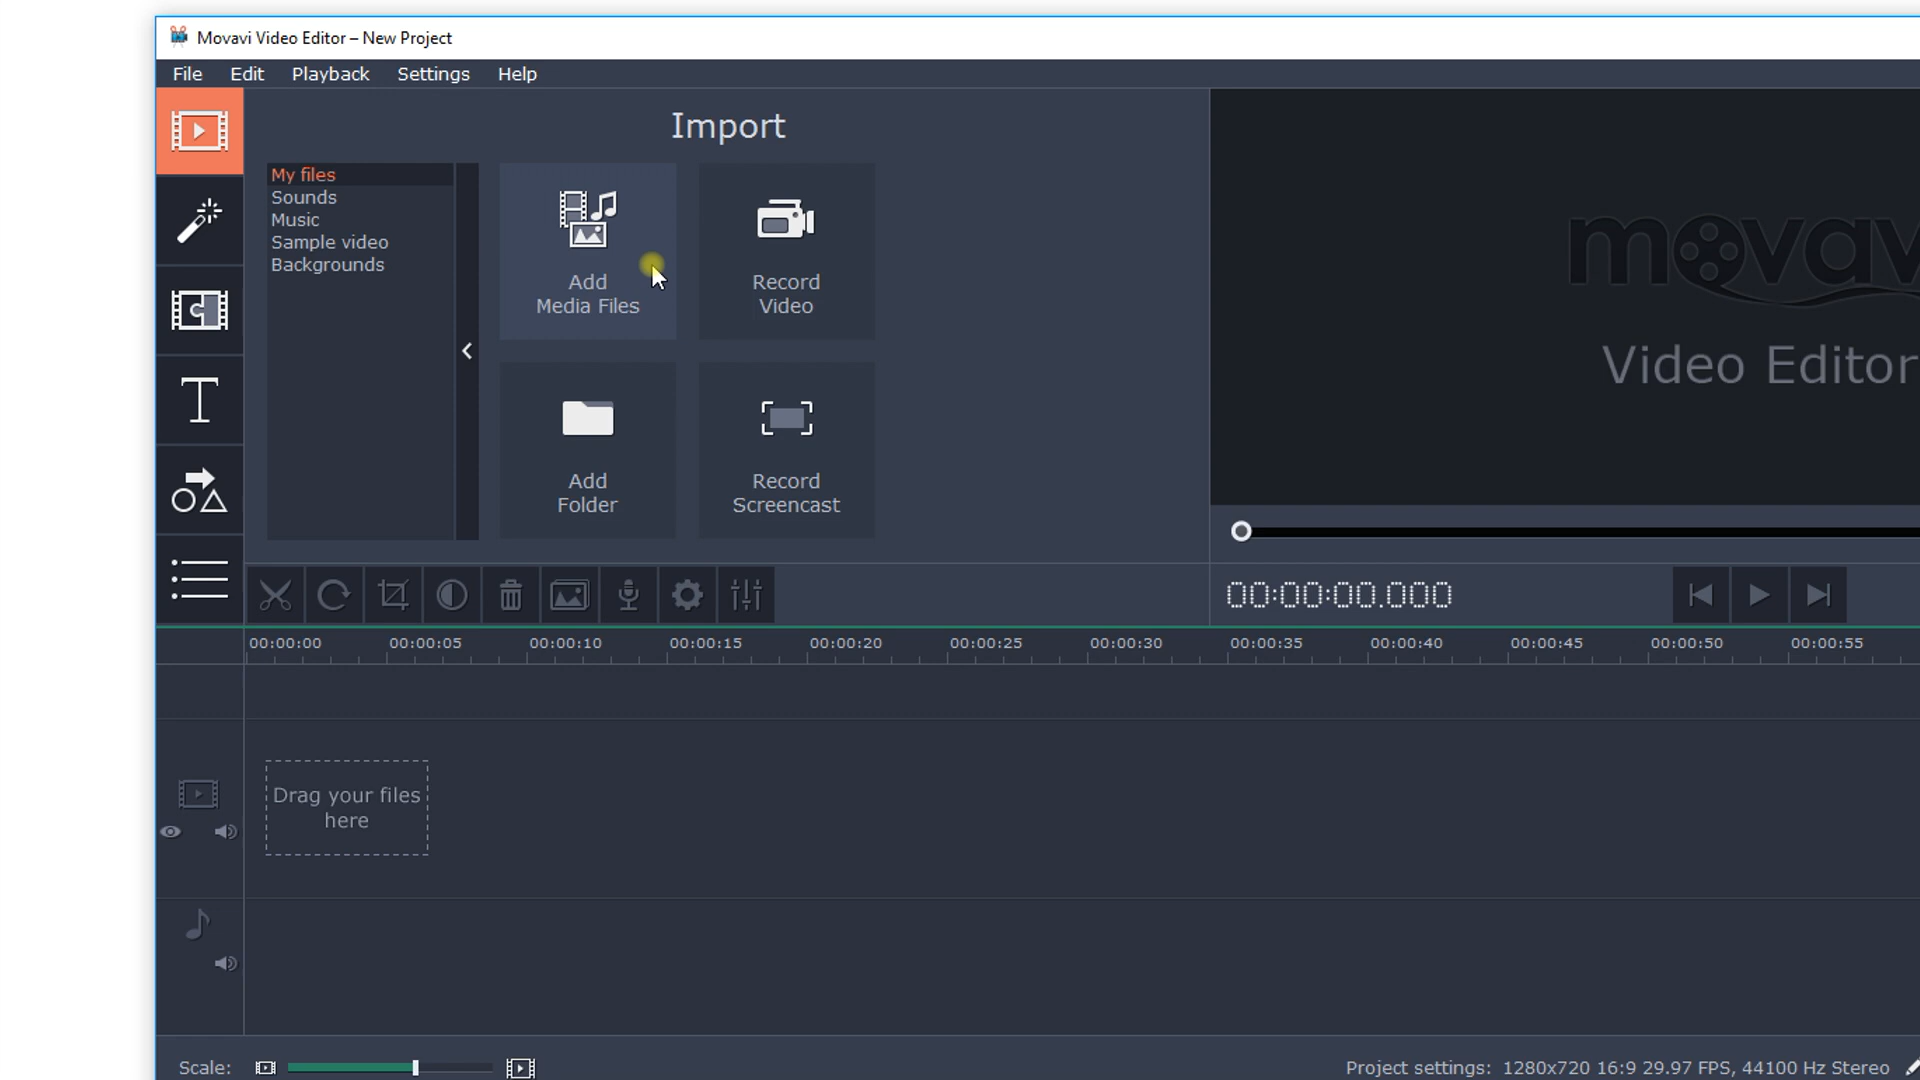 Movavi Video Editor – New Project
File Edit Playback Settings Help
Import
My files
Sounds
Music
Sample video
Backgrounds
Add
Media Files
Record
Video
Add
Folder
Record
Screencast
Video Editor
00:00:00.000
00:00:00 00:00:05 00:00:10 00:00:15 00:00:20 00:00:25 00:00:30 00:00:35 00:00:40 00:00:45 00:00:50 00:00:55
Drag your files
here
Scale:
Project settings: 1280x720 16:9 29.97 FPS, 44100 Hz Stereo